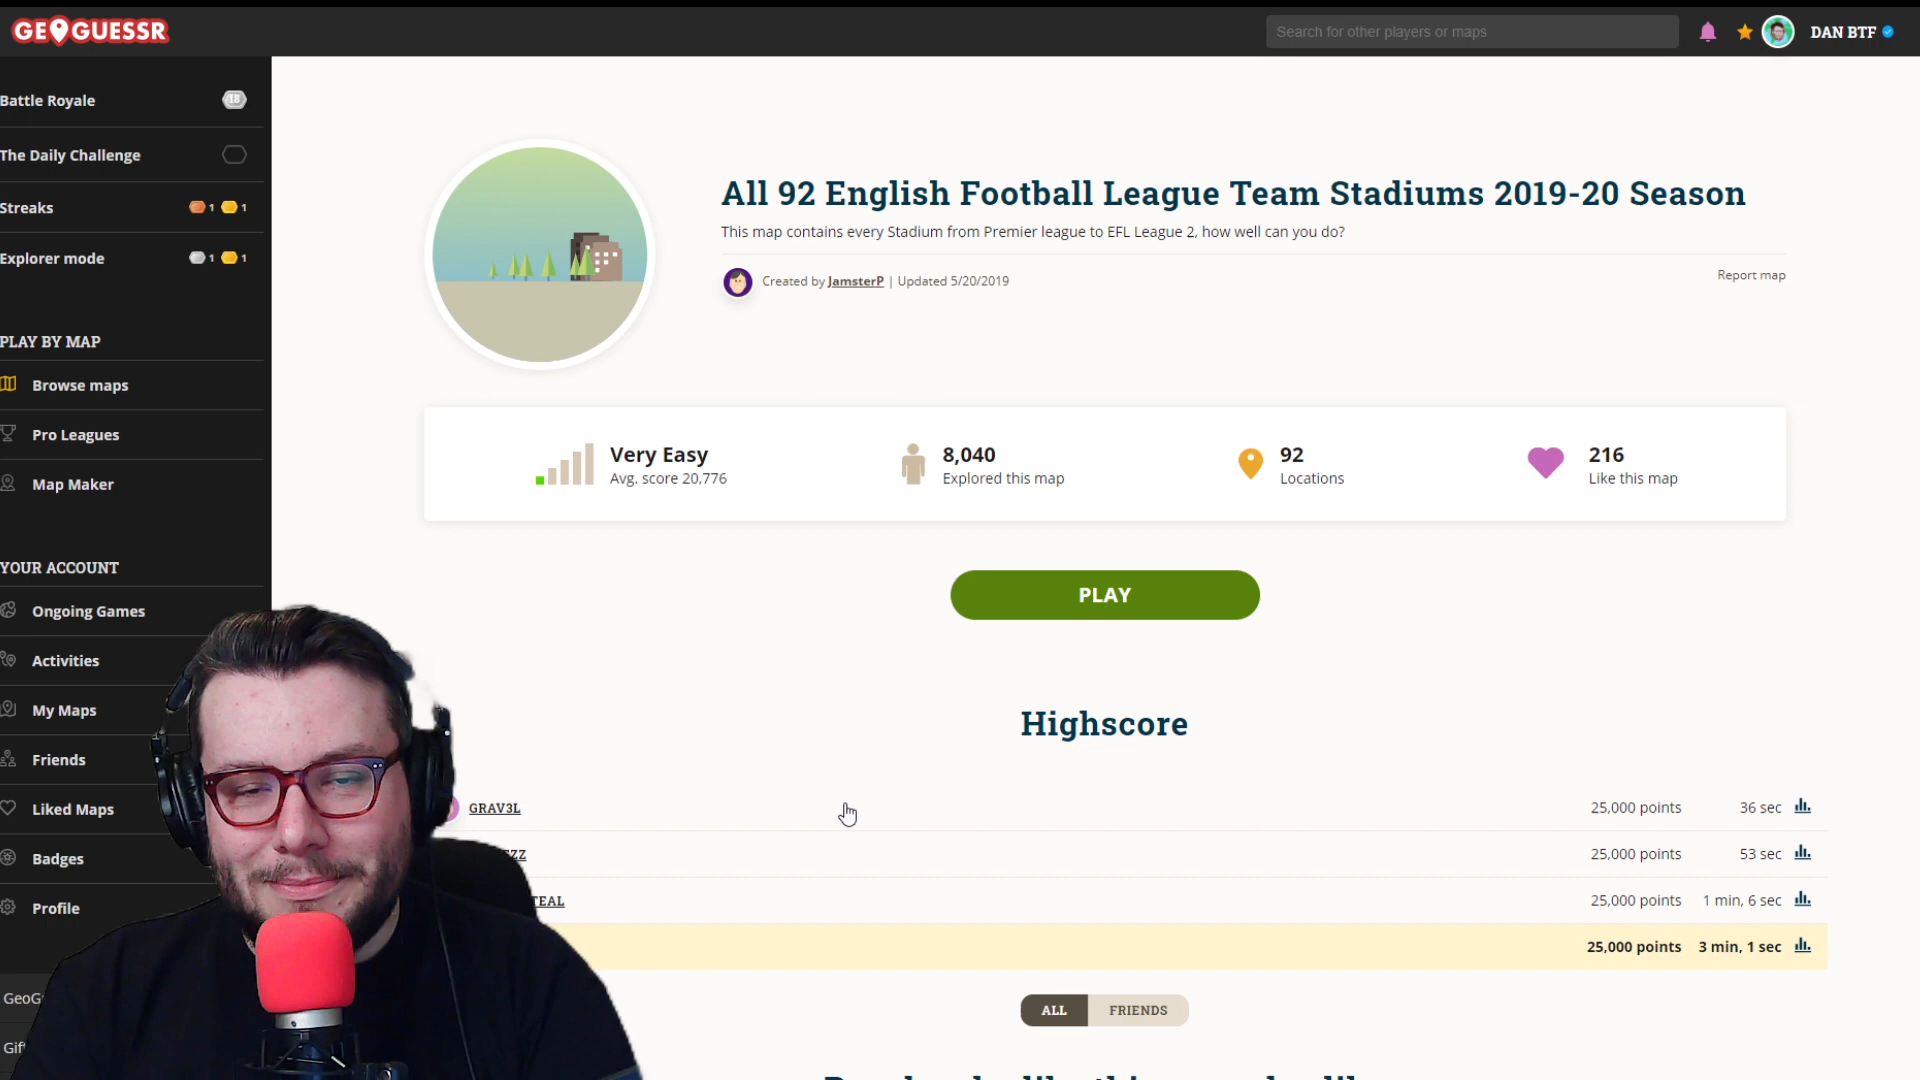 GEOGUESSR
Search for other players or maps
DAN BTF
Battle Royale
18
The Daily Challenge
Streaks
1
1
Explorer mode
1
1
PLAY BY MAP
Browse maps
Pro Leagues
Map Maker
YOUR ACCOUNT
Ongoing Games
Activities
My Maps
Friends
Liked Maps
Badges
Profile
All 92 English Football League Team Stadiums 2019-20 Season
This map contains every Stadium from Premier league to EFL League 2, how well can you do?
Created by JamsterP | Updated 5/20/2019
Report map
Very Easy
Avg. score 20,776
8,040
Explored this map
92
Locations
216
Like this map
PLAY
Highscore
GRAV3L 25,000 points 36 sec
25,000 points 53 sec
25,000 points 1 min, 6 sec
25,000 points 3 min, 1 sec
ALL FRIENDS